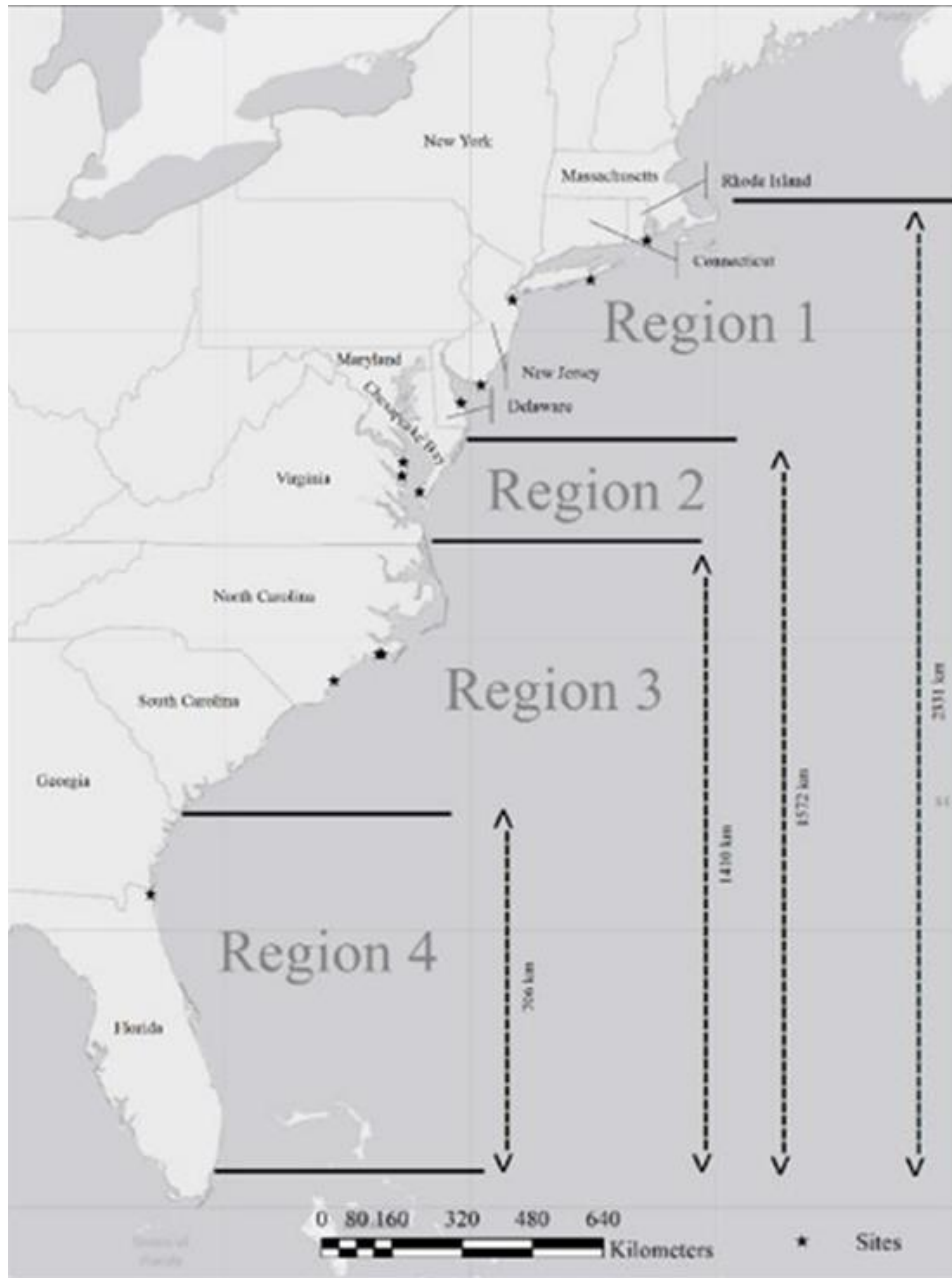 New York
Massachusetts
Rhode Island
Connecticut
Region 1
Maryland
New Jersey
Chesapeake Bay
Delaware
Region 2
Virginia
North Carolina
Region 3
South Carolina
2331 km
Georgia
1572 km
1410 km
Region 4
706 km
Florida
0 80 160 320 480 640
Kilometers
Sites